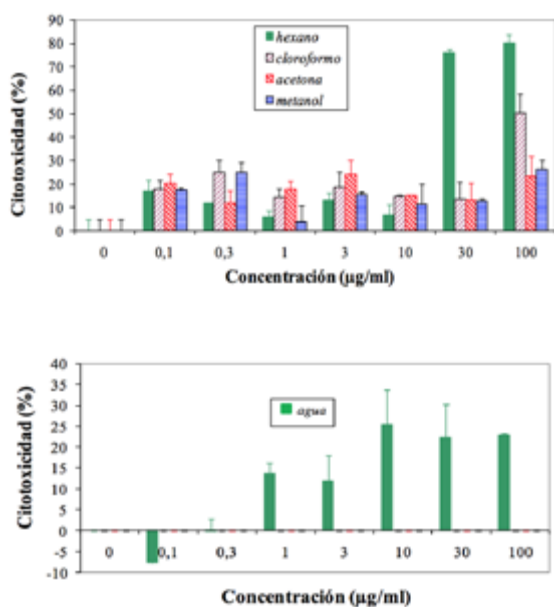 90
80
70
60
50
40
30
20
10
0
Citotoxicidad (%)
hexano
cloroformo
acetona
metanol
0 0,1 0,3 1 3 10 30 100
Concentración (µg/ml)
40
35
30
25
20
15
10
5
0
-5
-10
Citotoxicidad (%)
agua
0 0,1 0,3 1 3 10 30 100
Concentración (µg/ml)